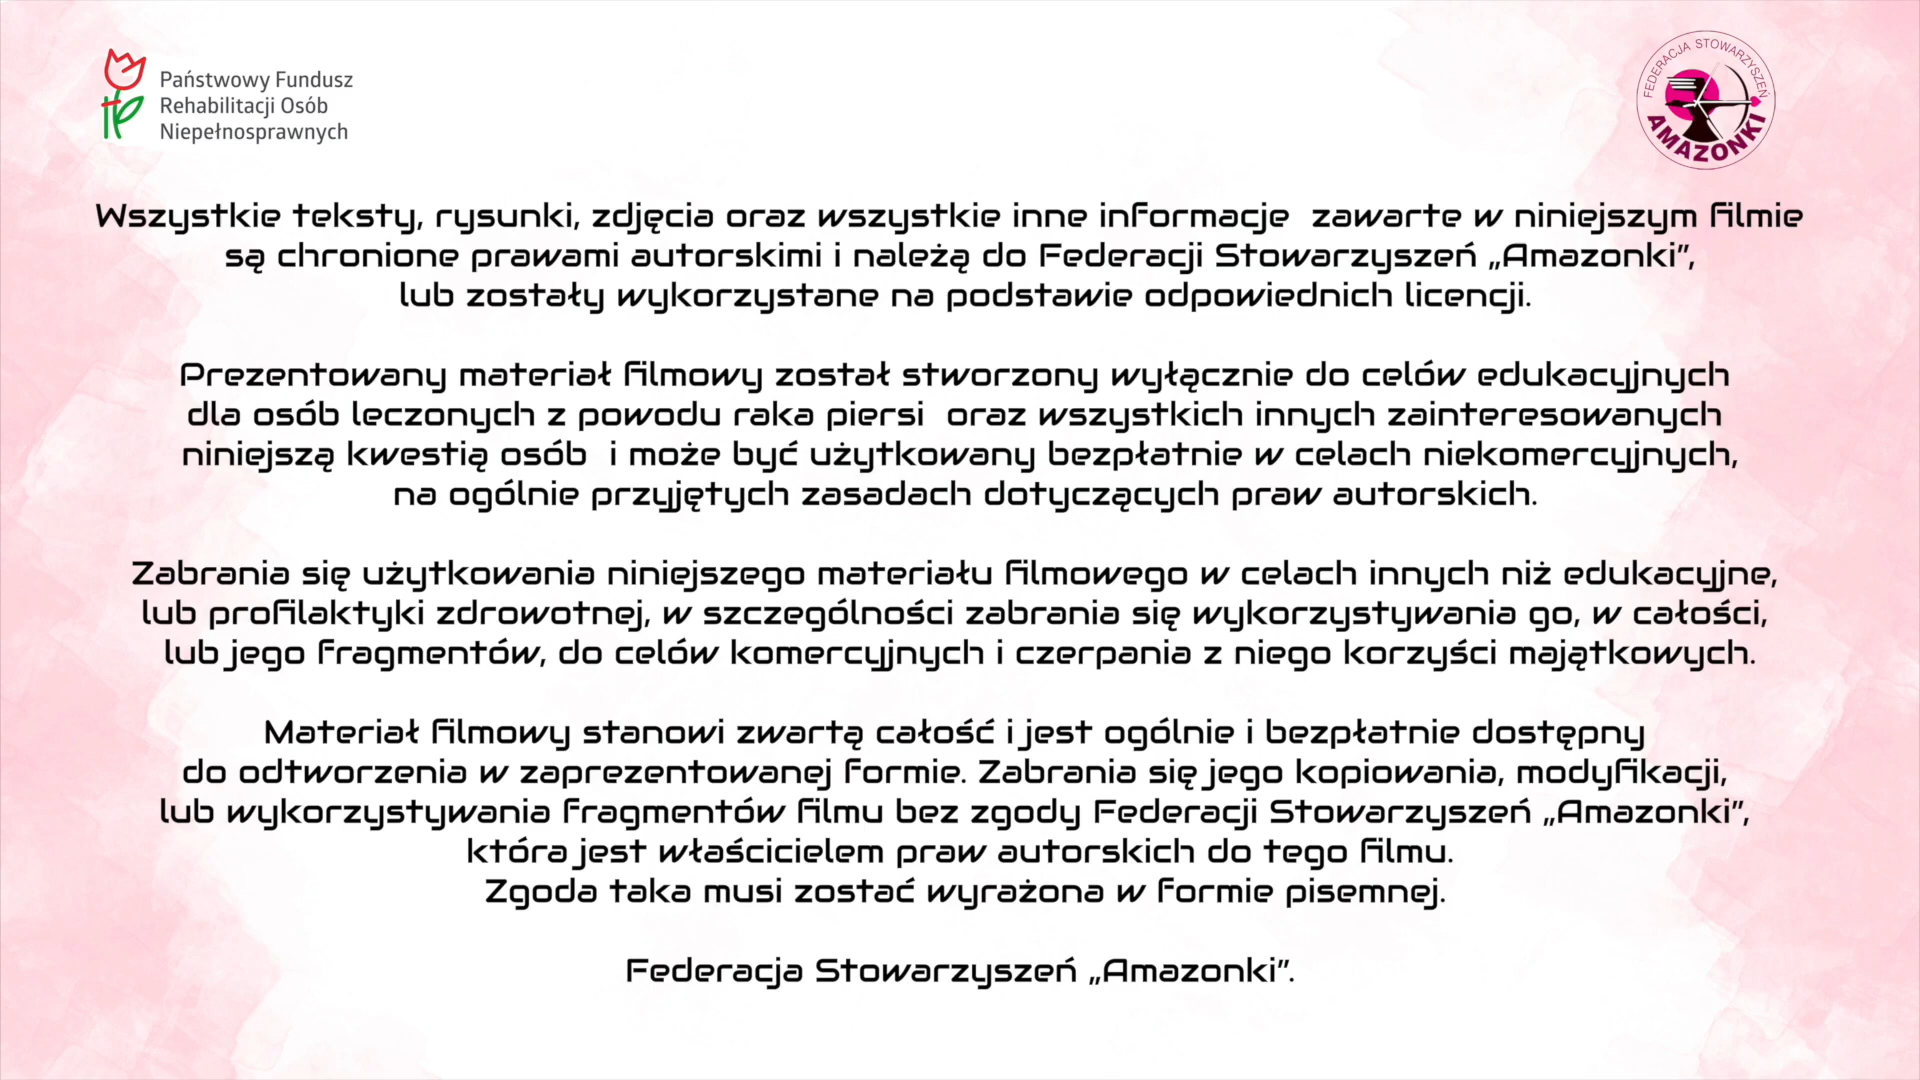 Państwowy Fundusz
Rehabilitacji Osób
Niepełnosprawnych
FEDERACJA STOWARZYSZEŃ
AMAZONKI
Wszystkie teksty, rysunki, zdjęcia oraz wszystkie inne informacje  zawarte w niniejszym filmie
są chronione prawami autorskimi i należą do Federacji Stowarzyszeń „Amazonki”,
lub zostały wykorzystane na podstawie odpowiednich licencji.
Prezentowany materiał filmowy został stworzony wyłącznie do celów edukacyjnych
dla osób leczonych z powodu raka piersi  oraz wszystkich innych zainteresowanych
niniejszą kwestią osób  i może być użytkowany bezpłatnie w celach niekomercyjnych,
na ogólnie przyjętych zasadach dotyczących praw autorskich.
Zabrania się użytkowania niniejszego materiału filmowego w celach innych niż edukacyjne,
lub profilaktyki zdrowotnej, w szczególności zabrania się wykorzystywania go, w całości,
lub jego fragmentów, do celów komercyjnych i czerpania z niego korzyści majątkowych.
Materiał filmowy stanowi zwartą całość i jest ogólnie i bezpłatnie dostępny
do odtworzenia w zaprezentowanej formie. Zabrania się jego kopiowania, modyfikacji,
lub wykorzystywania fragmentów filmu bez zgody Federacji Stowarzyszeń „Amazonki”,
która jest właścicielem praw autorskich do tego filmu.
Zgoda taka musi zostać wyrażona w formie pisemnej.
Federacja Stowarzyszeń „Amazonki”.